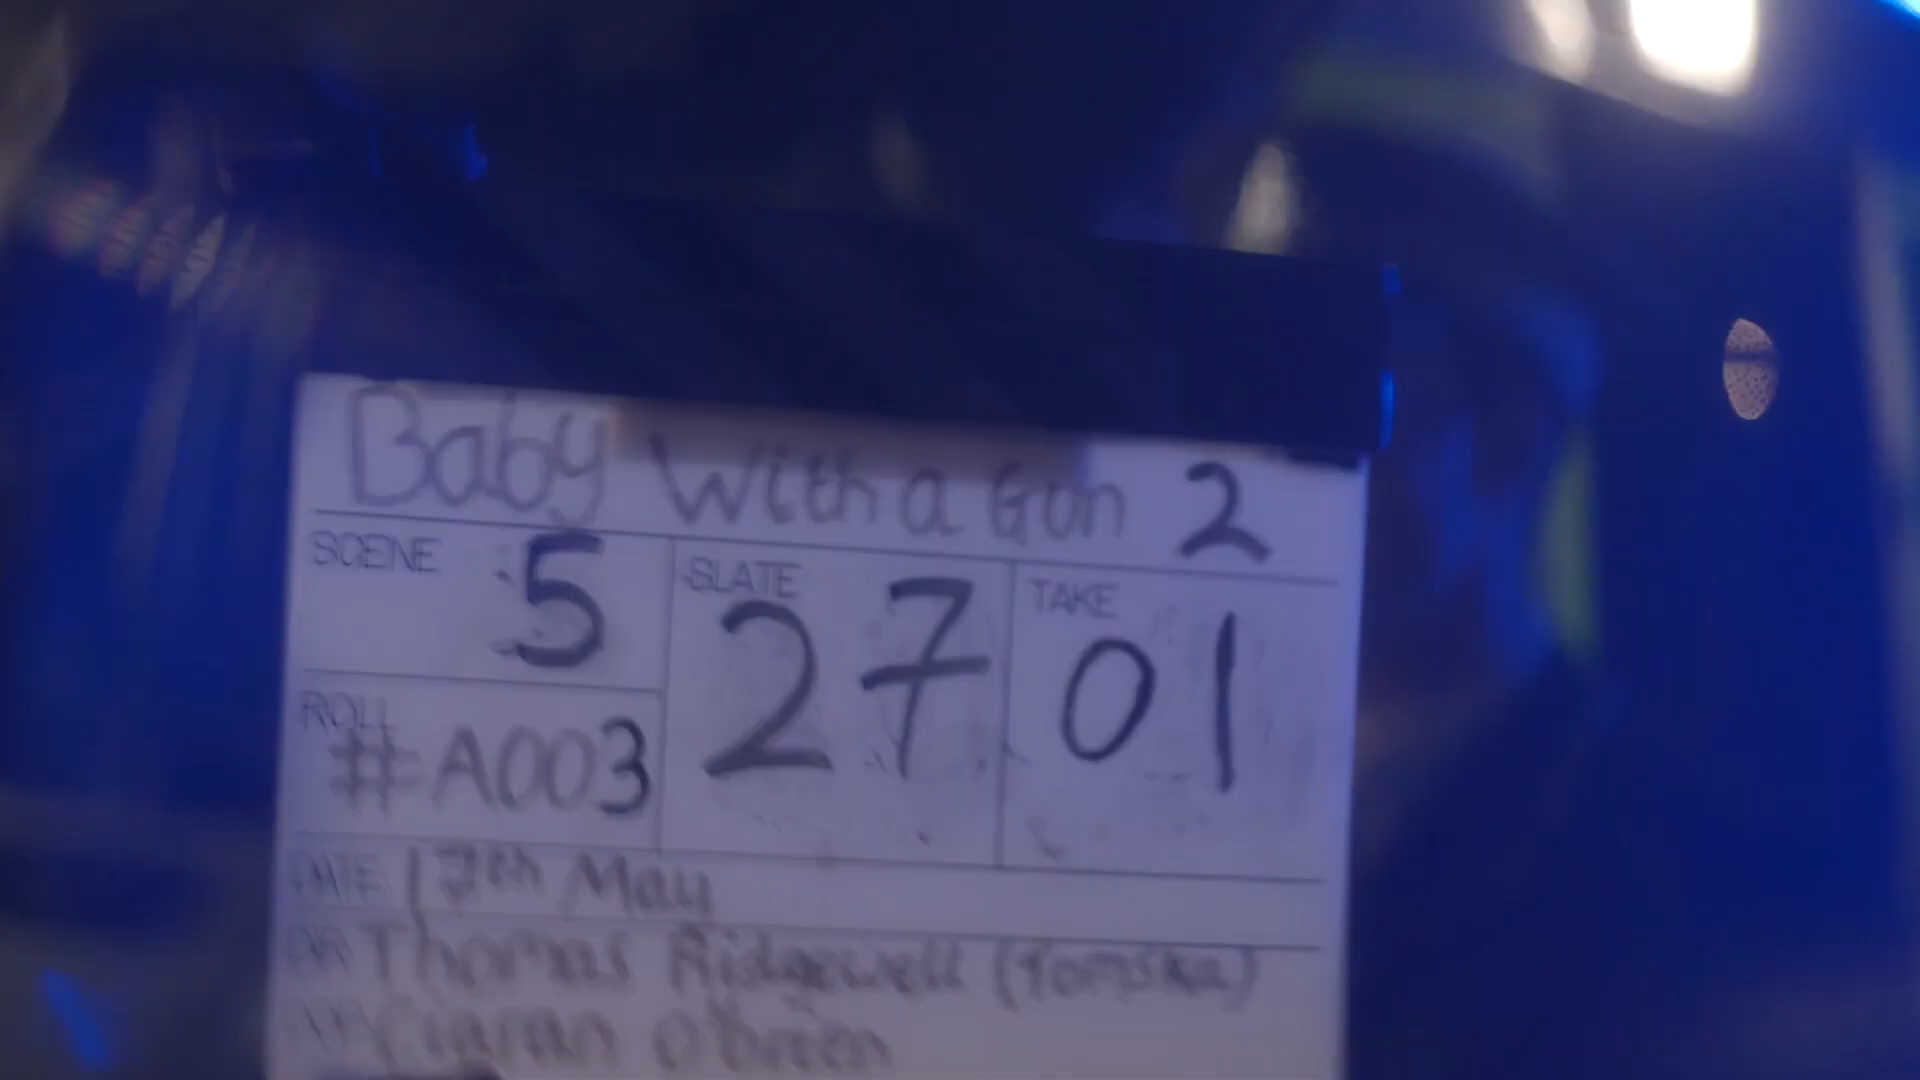 Baby With a Gun 2
SCENE 5 SLATE 27 TAKE 01
ROLL #A003
DATE 17th May
DIR Thomas Ridgewell (Tomska)
Ciaran O'Brien